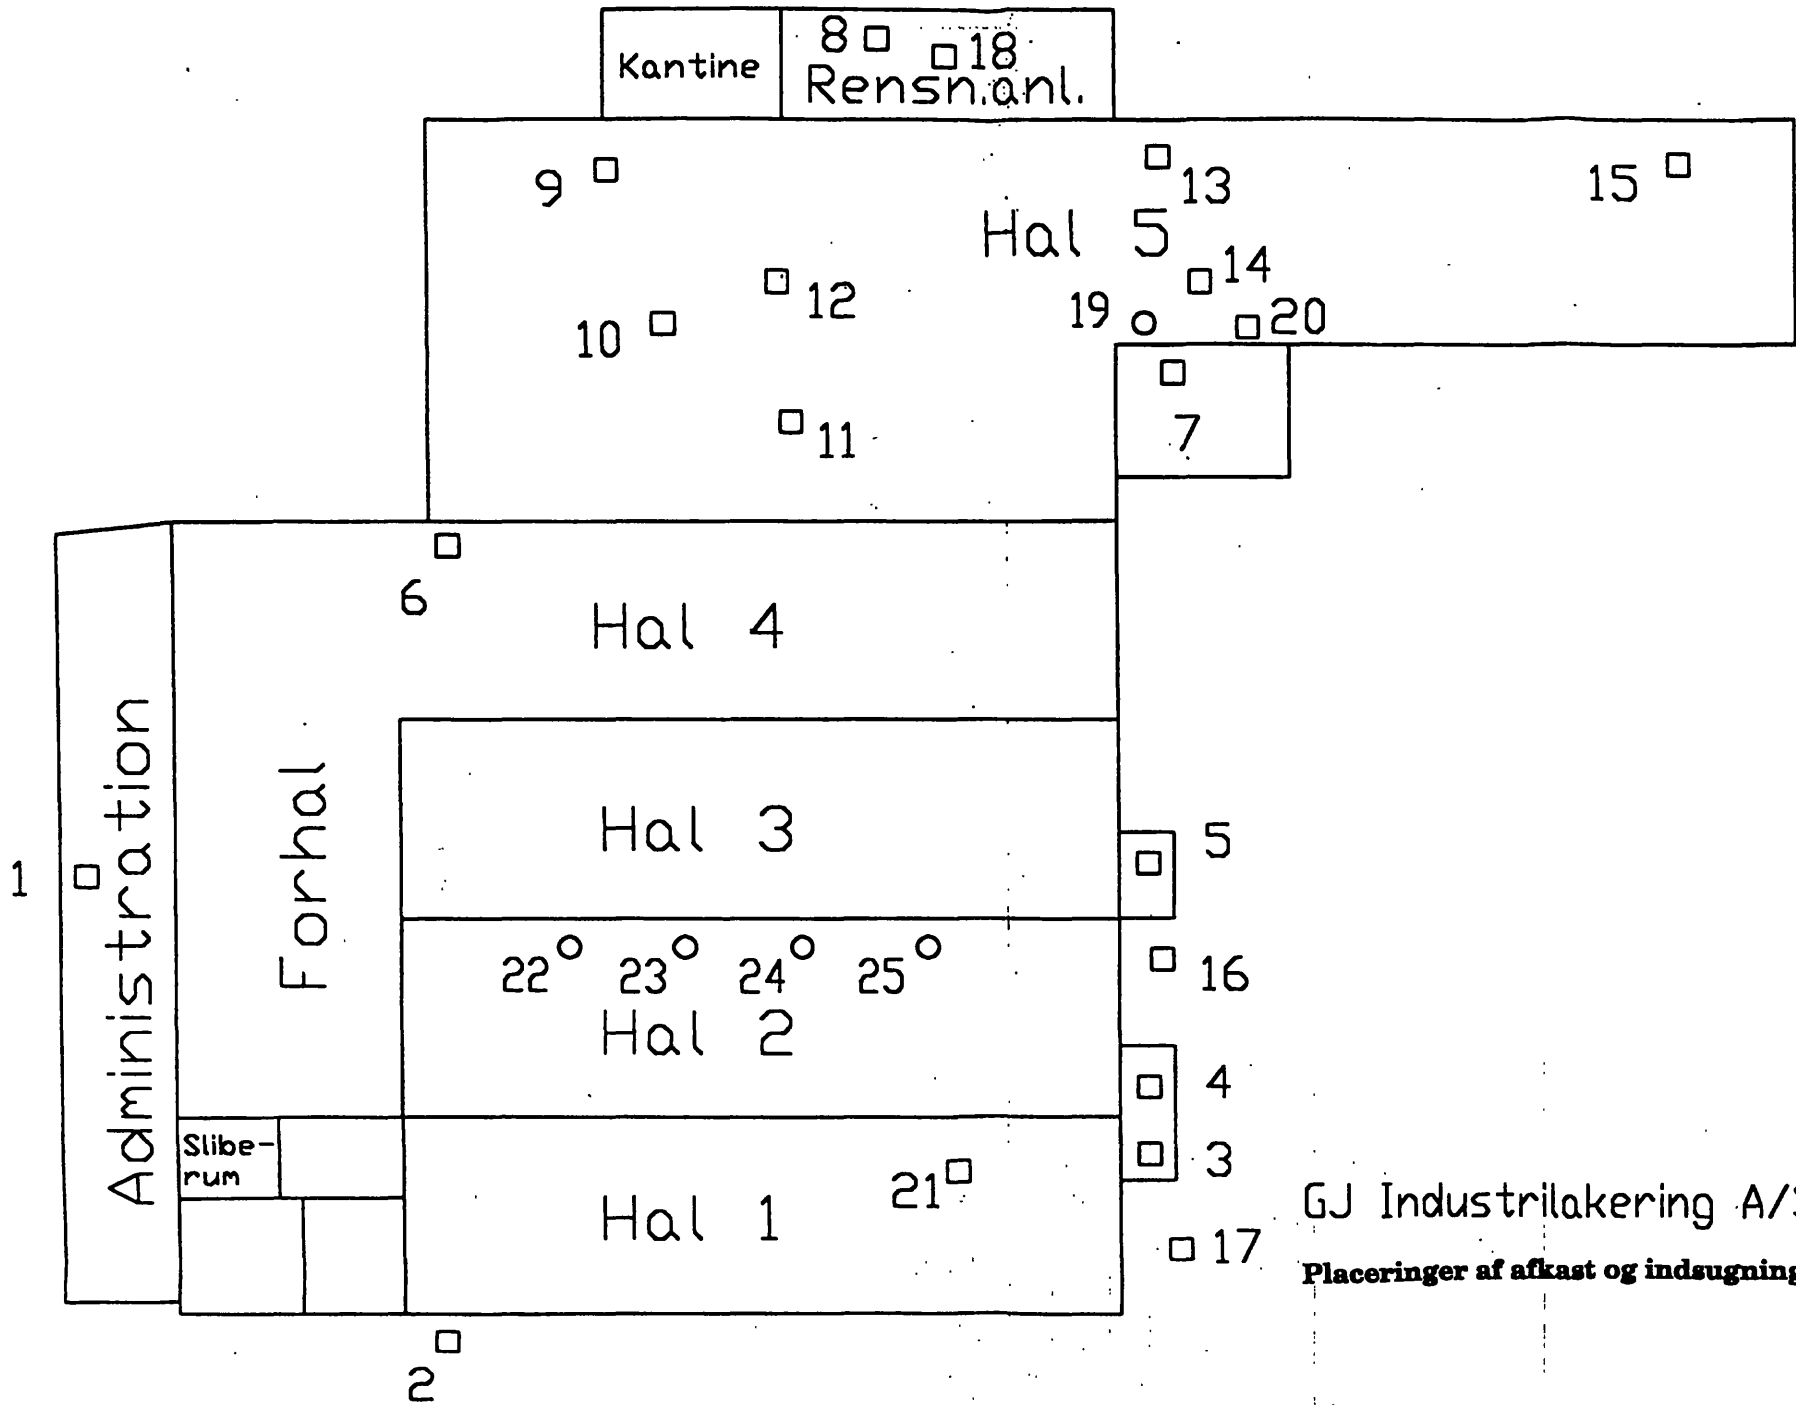 8
18
Kantine
Rensn.anl.
9
13
15
Hal 5
14
12
19
20
10
7
11
6
Hal 4
Administration
Forhal
Hal 3
5
1
22
23
24
25
16
Hal 2
4
Slibe-
rum
3
21
Hal 1
GJ Industrilakering A/S
17
Placeringer af afkast og indsugning
2